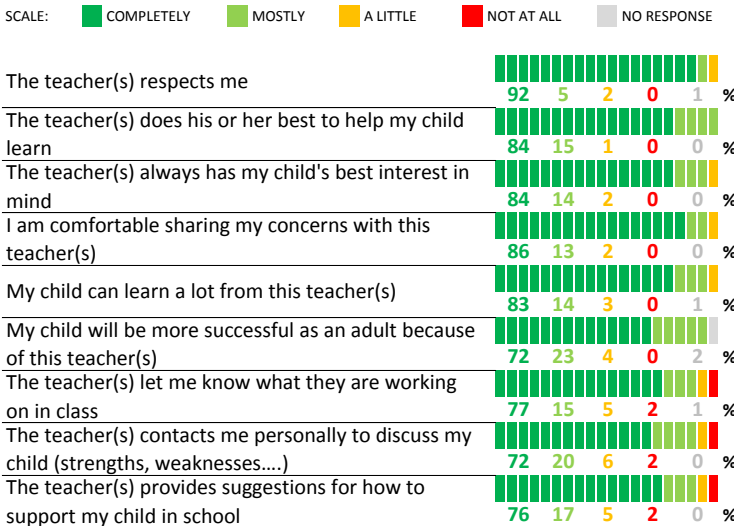 SCALE: COMPLETELY MOSTLY A LITTLE NOT AT ALL NO RESPONSE
The teacher(s) respects me
92 5 2 0 1 %
The teacher(s) does his or her best to help my child
learn
84 15 1 0 0 %
The teacher(s) always has my child's best interest in
mind
84 14 2 0 0 %
I am comfortable sharing my concerns with this
teacher(s)
86 13 2 0 0 %
My child can learn a lot from this teacher(s)
83 14 3 0 1 %
My child will be more successful as an adult because
of this teacher(s)
72 23 4 0 2 %
The teacher(s) let me know what they are working
on in class
77 15 5 2 1 %
The teacher(s) contacts me personally to discuss my
child (strengths, weaknesses....)
72 20 6 2 0 %
The teacher(s) provides suggestions for how to
support my child in school
76 17 5 2 0 %